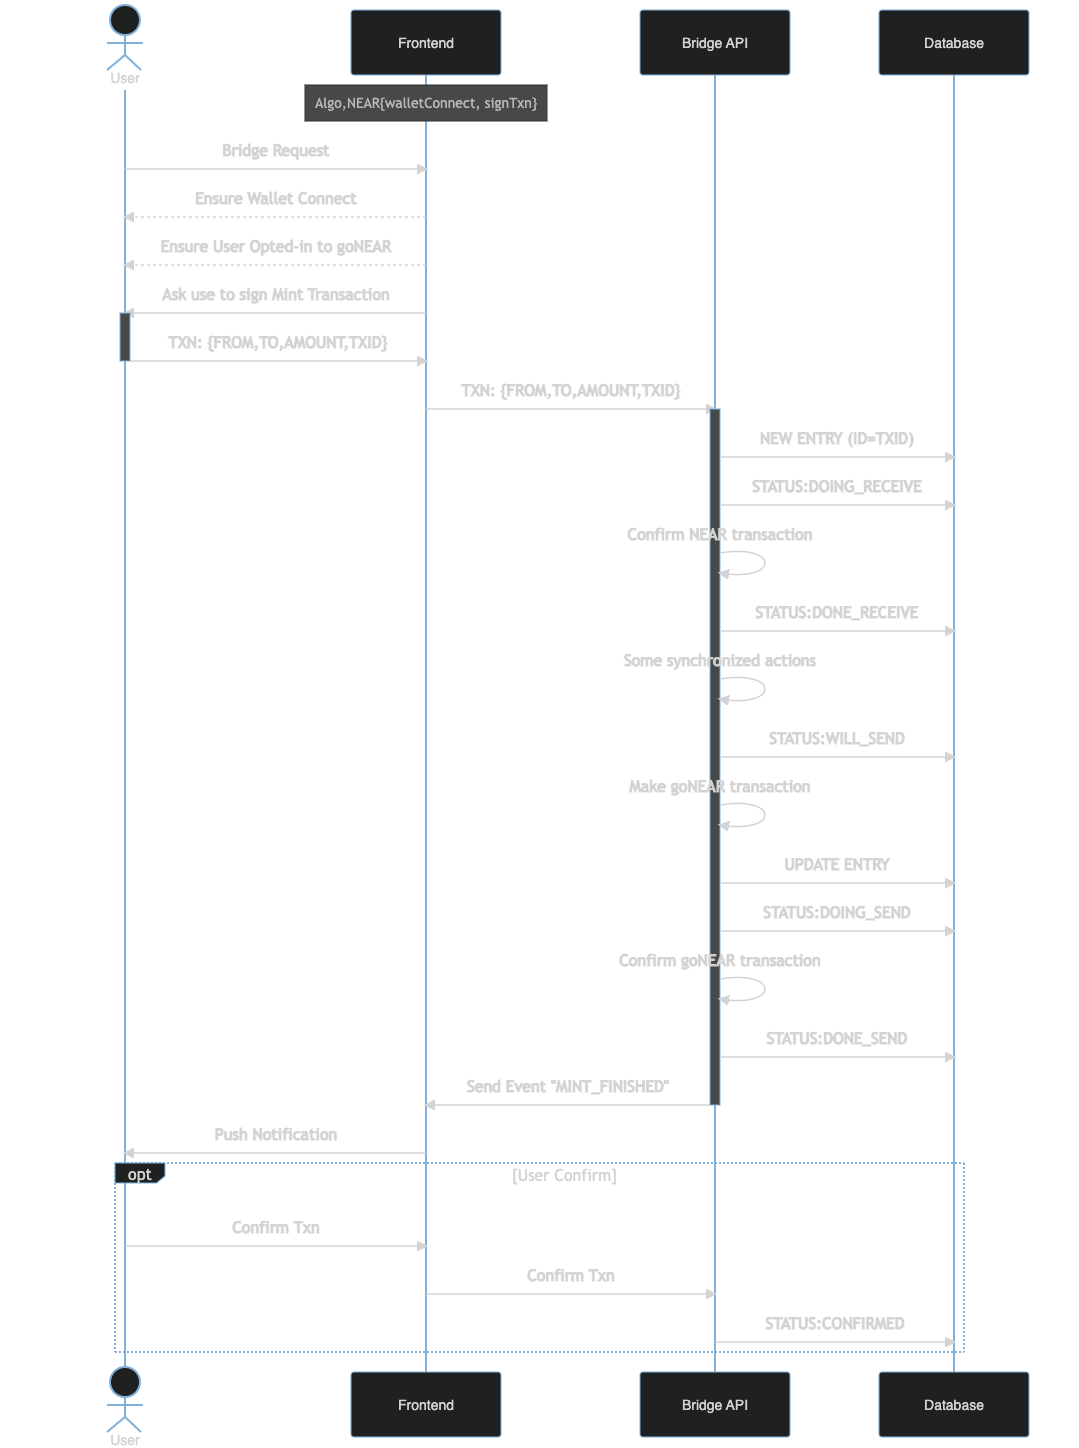 User
Frontend
Bridge API
Database
Algo,NEAR{walletConnect, signTxn}
Bridge Request
Ensure Wallet Connect
Ensure User Opted-in to goNEAR
Ask use to sign Mint Transaction
TXN: {FROM,TO,AMOUNT,TXID}
TXN: {FROM,TO,AMOUNT,TXID}
NEW ENTRY (ID=TXID)
STATUS:DOING_RECEIVE
Confirm NEAR transaction
STATUS:DONE_RECEIVE
Some synchronized actions
STATUS:WILL_SEND
Make goNEAR transaction
UPDATE ENTRY
STATUS:DOING_SEND
Confirm goNEAR transaction
STATUS:DONE_SEND
Send Event "MINT_FINISHED"
Push Notification
opt
[User Confirm]
Confirm Txn
Confirm Txn
STATUS:CONFIRMED
User
Frontend
Bridge API
Database